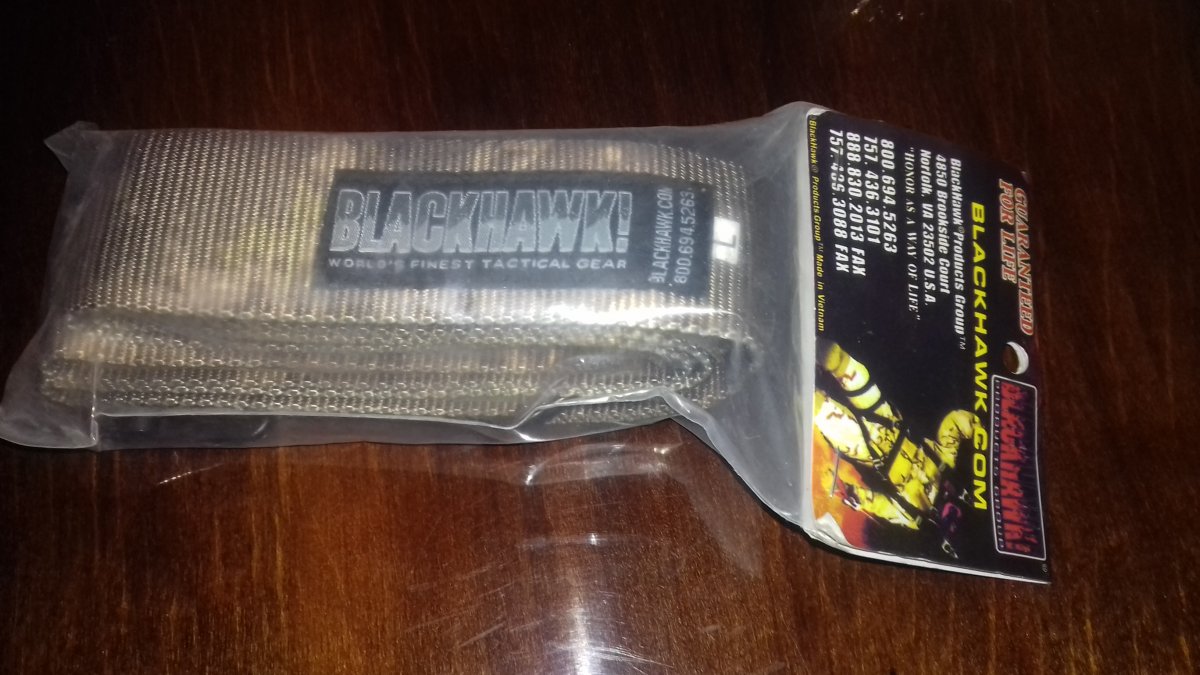 BLACKHAWK!
WORLD'S FINEST TACTICAL GEAR
BLACKHAWK.COM
800.694.5263
L
GUARANTEED
FOR LIFE
BLACKHAWK.COM
BlackHawk® Products Group™
4850 Brookside Court
Norfolk, VA 23502 U.S.A.
"HONOR AS A WAY OF LIFE"
800.694.5263
757.436.3101
888.830.2013 FAX
757.436.3088 FAX
BlackHawk® Products Group™ Made in Vietnam
BLACKHAWK!
PRODUCTS GROUP